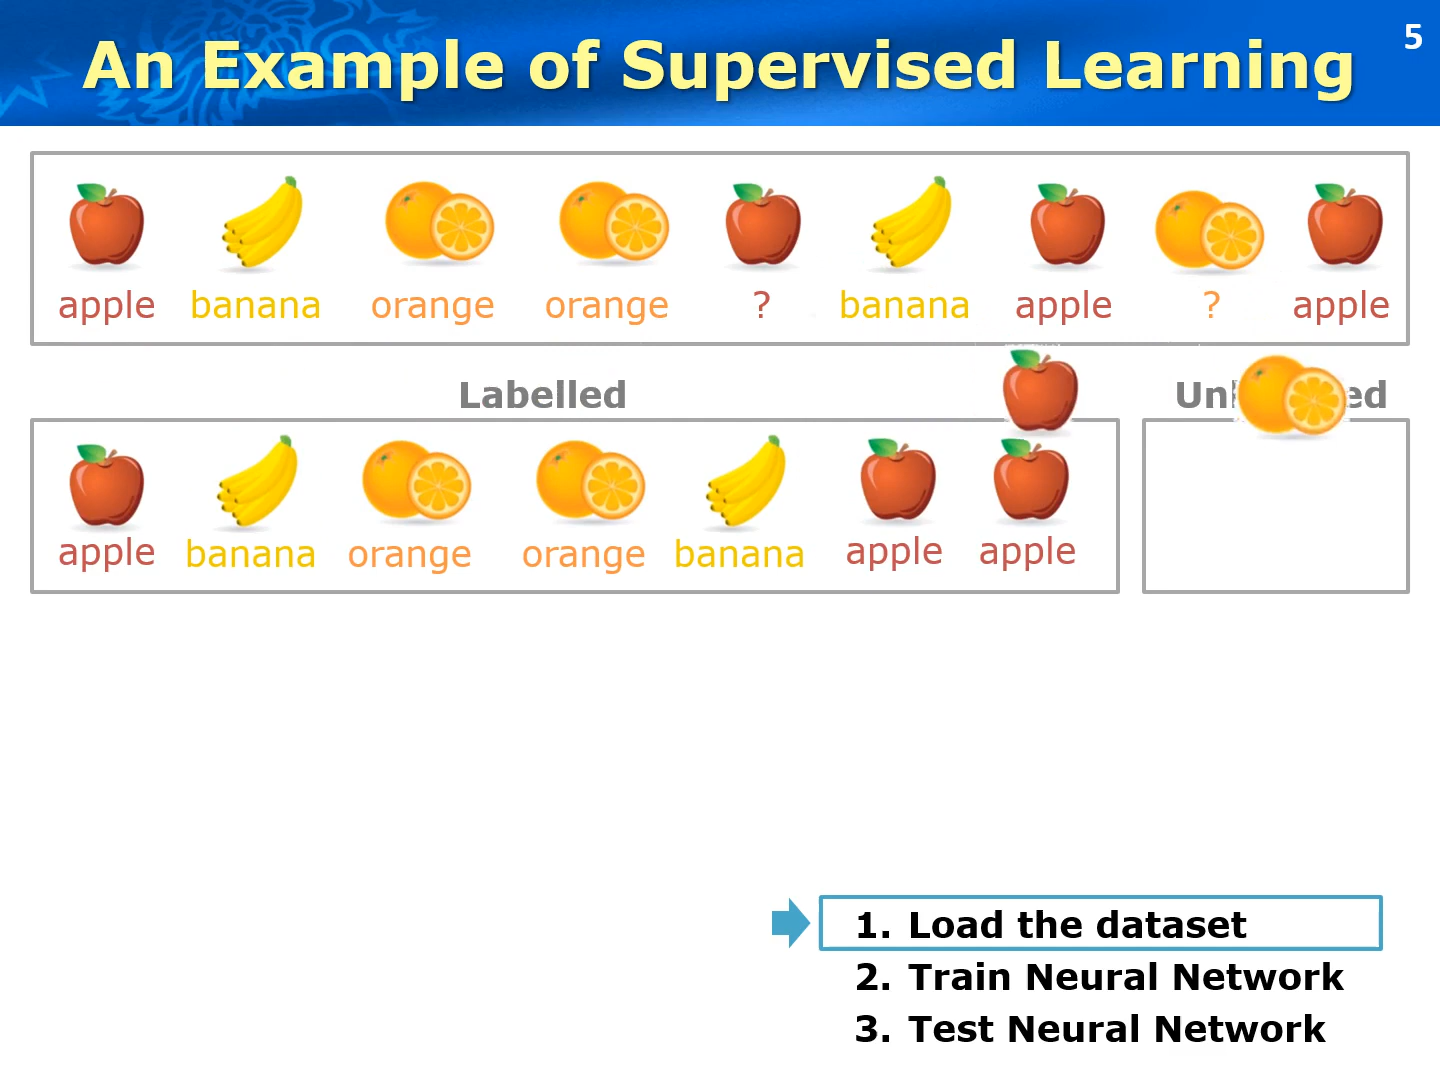 An Example of Supervised Learning
5
apple banana orange orange ? banana apple ? apple
Labelled
apple banana orange orange banana apple apple
1. Load the dataset
2. Train Neural Network
3. Test Neural Network